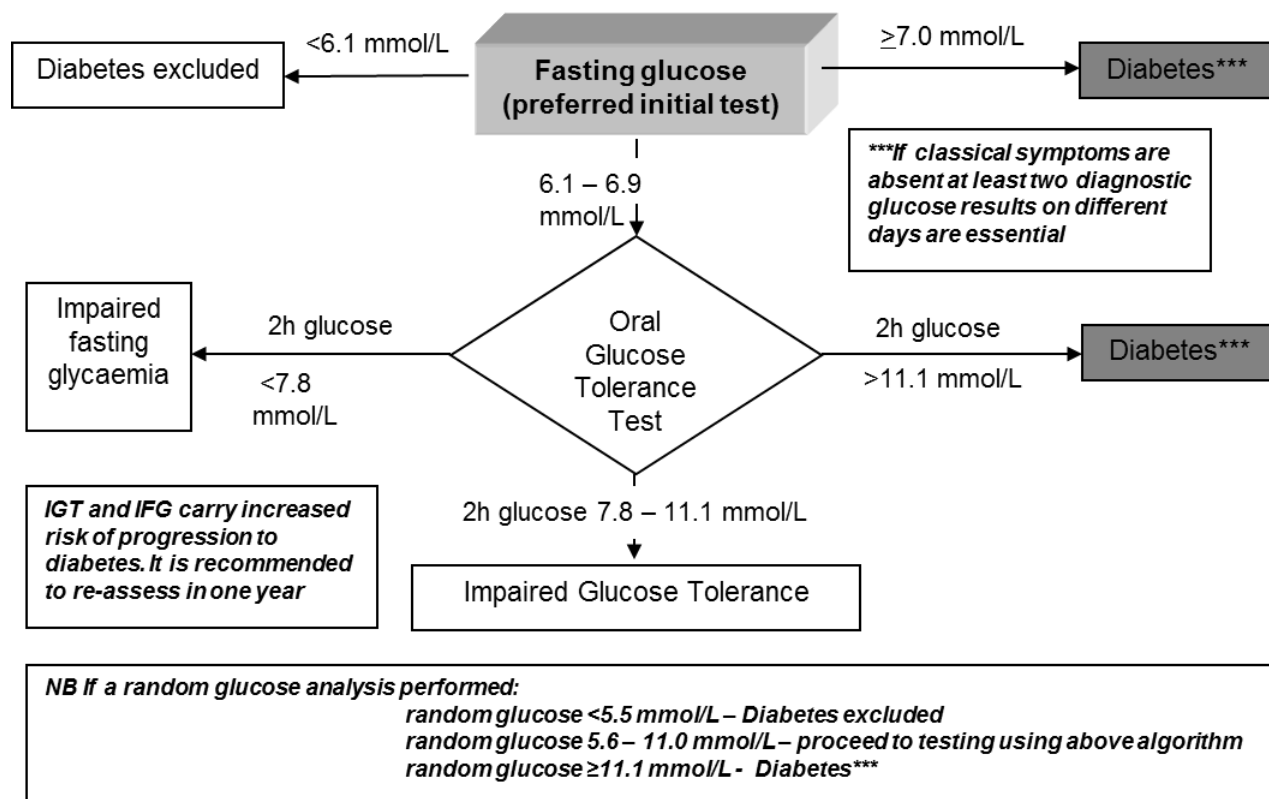 <6.1 mmol/L
≥7.0 mmol/L
Diabetes excluded
Fasting glucose
(preferred initial test)
Diabetes***
***If classical symptoms are
absent at least two diagnostic
glucose results on different
days are essential
6.1 – 6.9
mmol/L
Impaired
fasting
glycaemia
2h glucose
<7.8
mmol/L
Oral
Glucose
Tolerance
Test
2h glucose
>11.1 mmol/L
Diabetes***
IGT and IFG carry increased
risk of progression to
diabetes. It is recommended
to re-assess in one year
2h glucose 7.8 – 11.1 mmol/L
Impaired Glucose Tolerance
NB If a random glucose analysis performed:
random glucose <5.5 mmol/L – Diabetes excluded
random glucose 5.6 – 11.0 mmol/L – proceed to testing using above algorithm
random glucose ≥11.1 mmol/L - Diabetes***